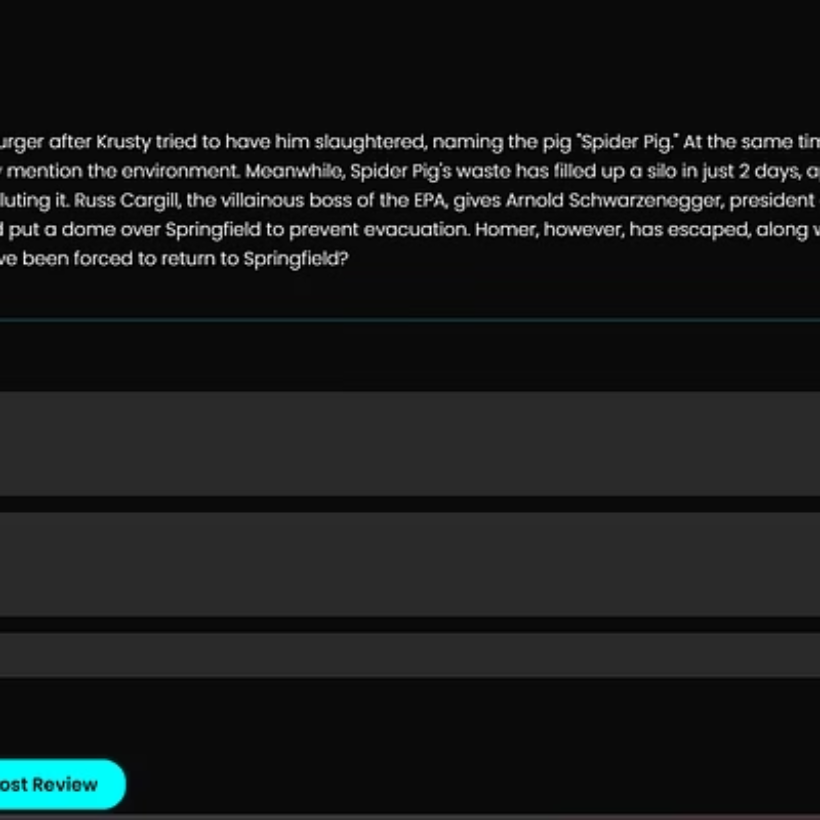 urger after Krusty tried to have him slaughtered, naming the pig "Spider Pig." At the same tim
y mention the environment. Meanwhile, Spider Pig's waste has filled up a silo in just 2 days, a
luting it. Russ Cargill, the villainous boss of the EPA, gives Arnold Schwarzenegger, president
d put a dome over Springfield to prevent evacuation. Homer, however, has escaped, along w
ve been forced to return to Springfield?
ost Review